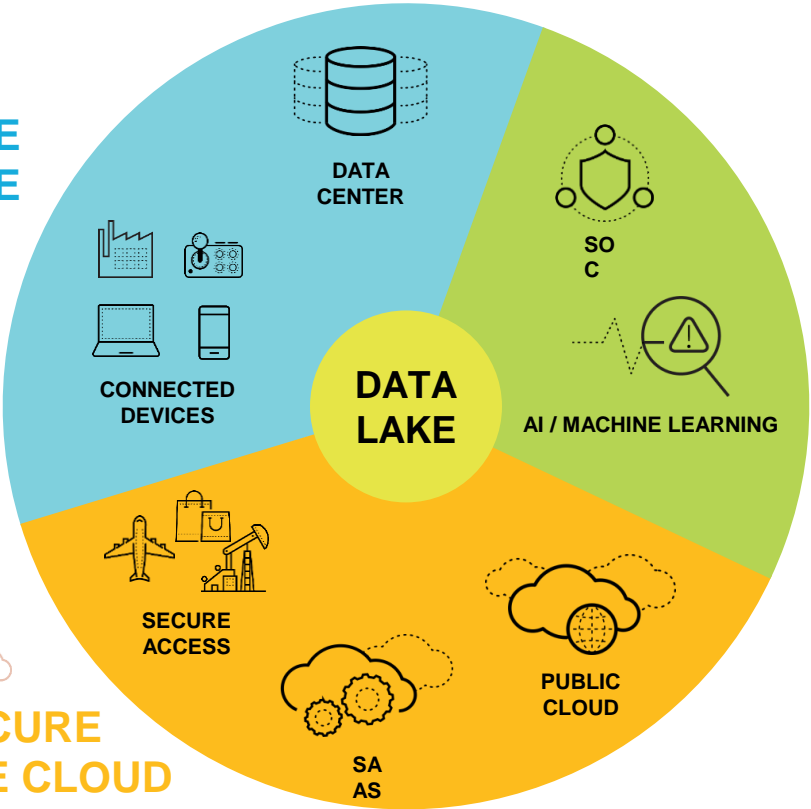 E
E
DATA
CENTER
SO
C
CONNECTED
DEVICES
DATA
LAKE
AI / MACHINE LEARNING
SECURE
ACCESS
PUBLIC
CLOUD
CURE
E CLOUD
SA
AS